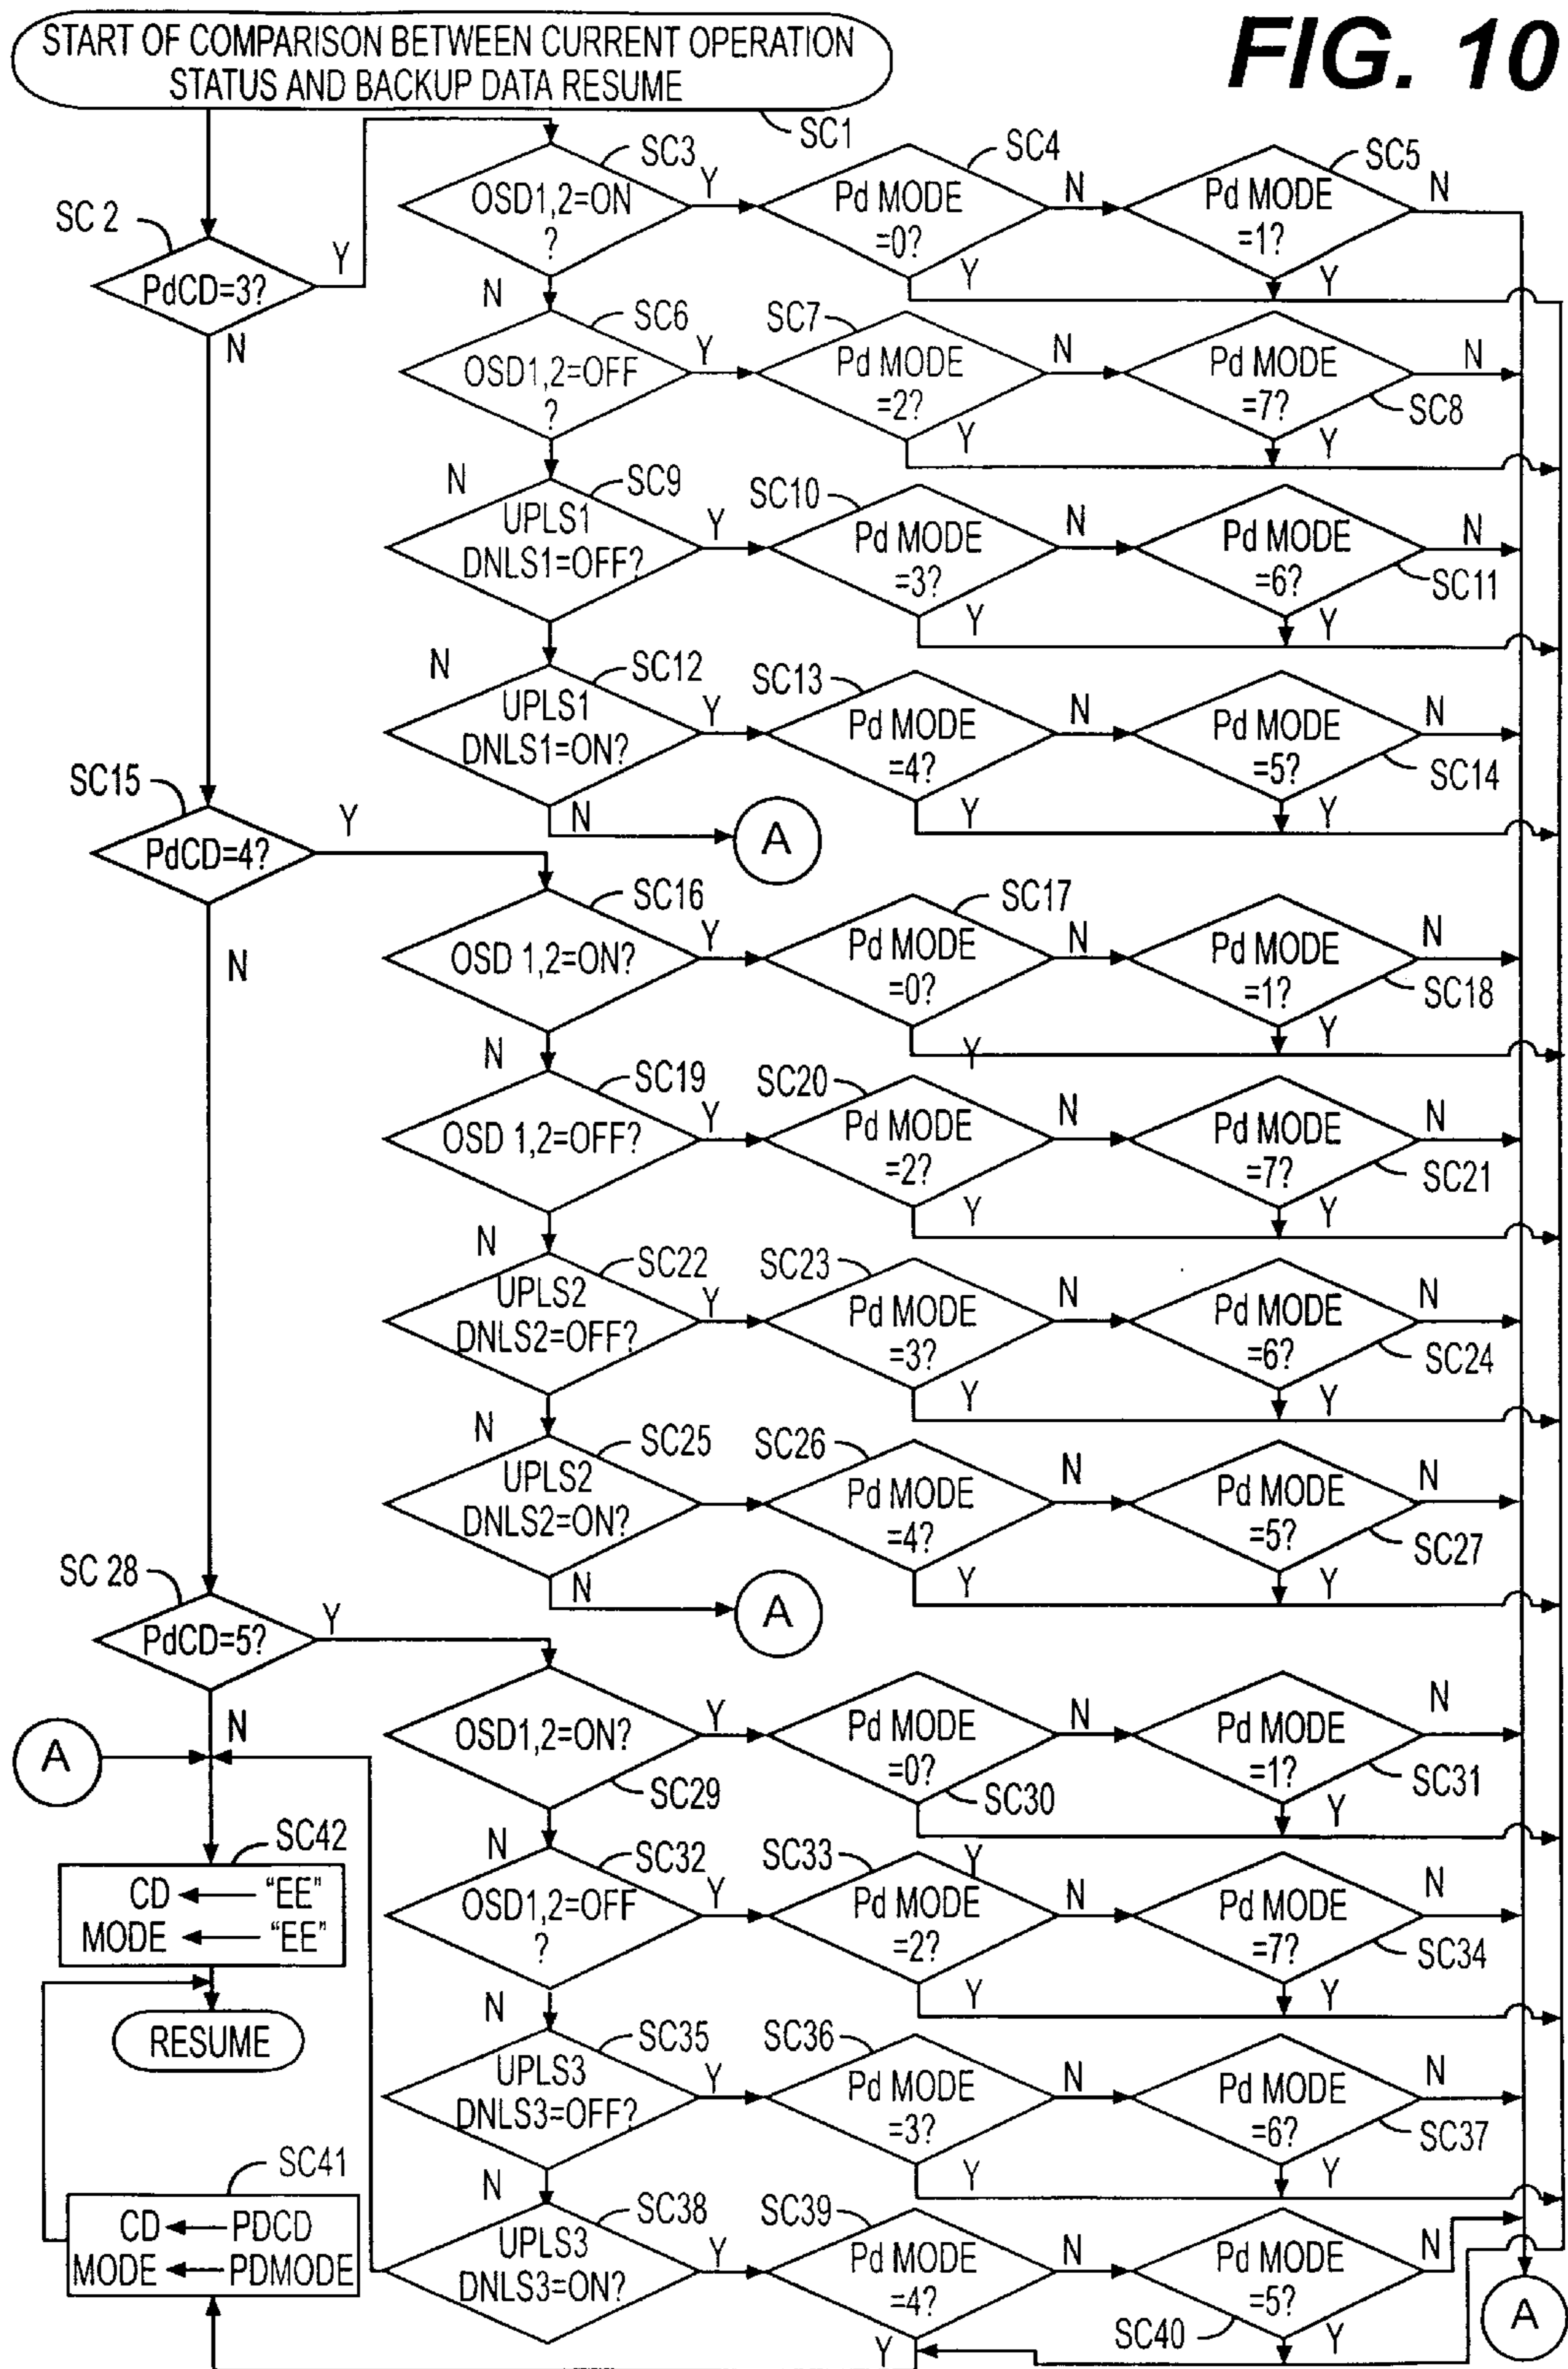 FIG. 10
START OF COMPARISON BETWEEN CURRENT OPERATION
STATUS AND BACKUP DATA RESUME
SC1
SC 2
PdCD=3?
Y
N
SC3
OSD1,2=ON
?
Y
N
SC4
Pd MODE
=0?
N
Y
SC5
Pd MODE
=1?
N
Y
SC6
OSD1,2=OFF
?
Y
N
SC7
Pd MODE
=2?
N
Y
Pd MODE
=7?
N
SC8
Y
SC9
UPLS1
DNLS1=OFF?
Y
N
SC10
Pd MODE
=3?
N
Y
Pd MODE
=6?
N
SC11
Y
SC12
UPLS1
DNLS1=ON?
Y
N
A
SC13
Pd MODE
=4?
N
Y
Pd MODE
=5?
N
SC14
Y
SC15
PdCD=4?
Y
N
SC16
OSD 1,2=ON?
Y
N
SC17
Pd MODE
=0?
N
Y
Pd MODE
=1?
N
SC18
Y
SC19
OSD 1,2=OFF?
Y
N
SC20
Pd MODE
=2?
N
Y
Pd MODE
=7?
N
SC21
Y
SC22
UPLS2
DNLS2=OFF?
Y
N
SC23
Pd MODE
=3?
N
Y
Pd MODE
=6?
N
SC24
Y
SC25
UPLS2
DNLS2=ON?
N
A
SC26
Pd MODE
=4?
N
Y
Pd MODE
=5?
N
SC27
Y
SC 28
PdCD=5?
Y
N
A
OSD1,2=ON?
SC29
Y
N
Pd MODE
=0?
SC30
N
Y
Pd MODE
=1?
N
SC31
Y
SC32
OSD1,2=OFF
?
Y
N
SC33
Pd MODE
=2?
N
Y
Pd MODE
=7?
N
SC34
Y
SC35
UPLS3
DNLS3=OFF?
Y
N
SC36
Pd MODE
=3?
N
Y
Pd MODE
=6?
N
SC37
Y
SC38
UPLS3
DNLS3=ON?
Y
SC39
Pd MODE
=4?
N
Y
Pd MODE
=5?
N
SC40
Y
A
SC42
CD ← "EE"
MODE ← "EE"
RESUME
SC41
CD ← PDCD
MODE ← PDMODE